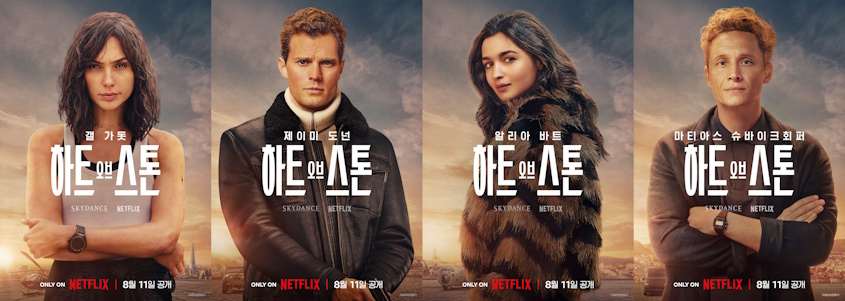 갤 가돗
하트 오브 스톤
SKYDANCE NETFLIX
ONLY ON NETFLIX | 8월 11일 공개
제이미 도넌
하트 오브 스톤
SKYDANCE NETFLIX
ONLY ON NETFLIX | 8월 11일 공개
알리아 바트
하트 오브 스톤
SKYDANCE NETFLIX
ONLY ON NETFLIX | 8월 11일 공개
마티아스 슈바이크회퍼
하트 오브 스톤
SKYDANCE NETFLIX
ONLY ON NETFLIX | 8월 11일 공개